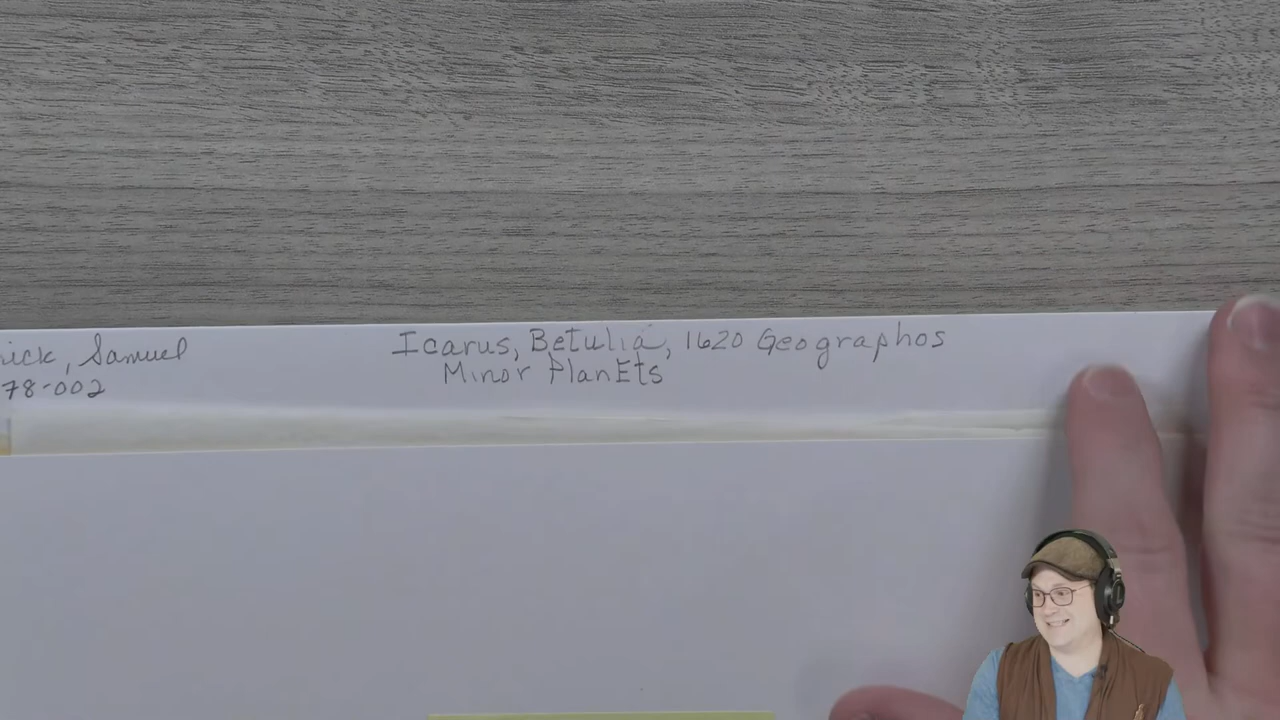 ick, Samuel
78-002
Icarus, Betulia, 1620 Geographos
Minor PlanEts